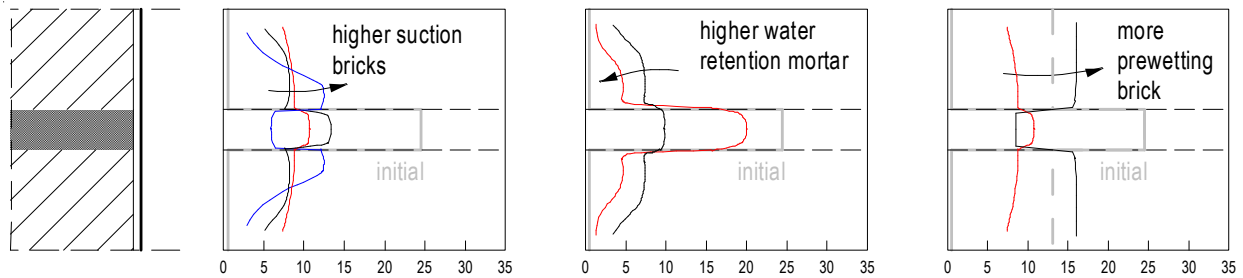 higher suction
bricks
initial
0 5 10 15 20 25 30 35
higher water
retention mortar
initial
0 5 10 15 20 25 30 35
more
prewetting
brick
initial
0 5 10 15 20 25 30 35